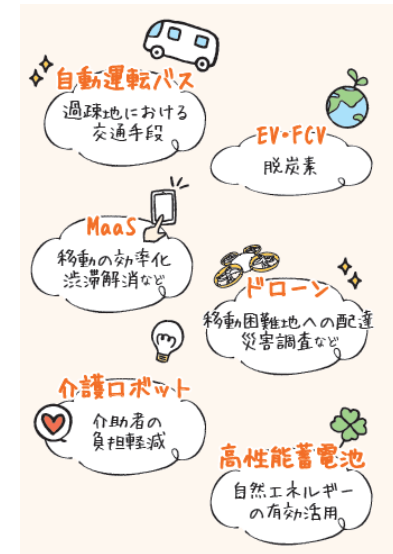 自動運転バス
過疎地における
交通手段
EV・FCV
脱炭素
MaaS
移動の効率化
渋滞解消など
ドローン
移動困難地への配達
災害調査など
介護ロボット
介助者の
負担軽減
高性能蓄電池
自然エネルギー
の有効活用